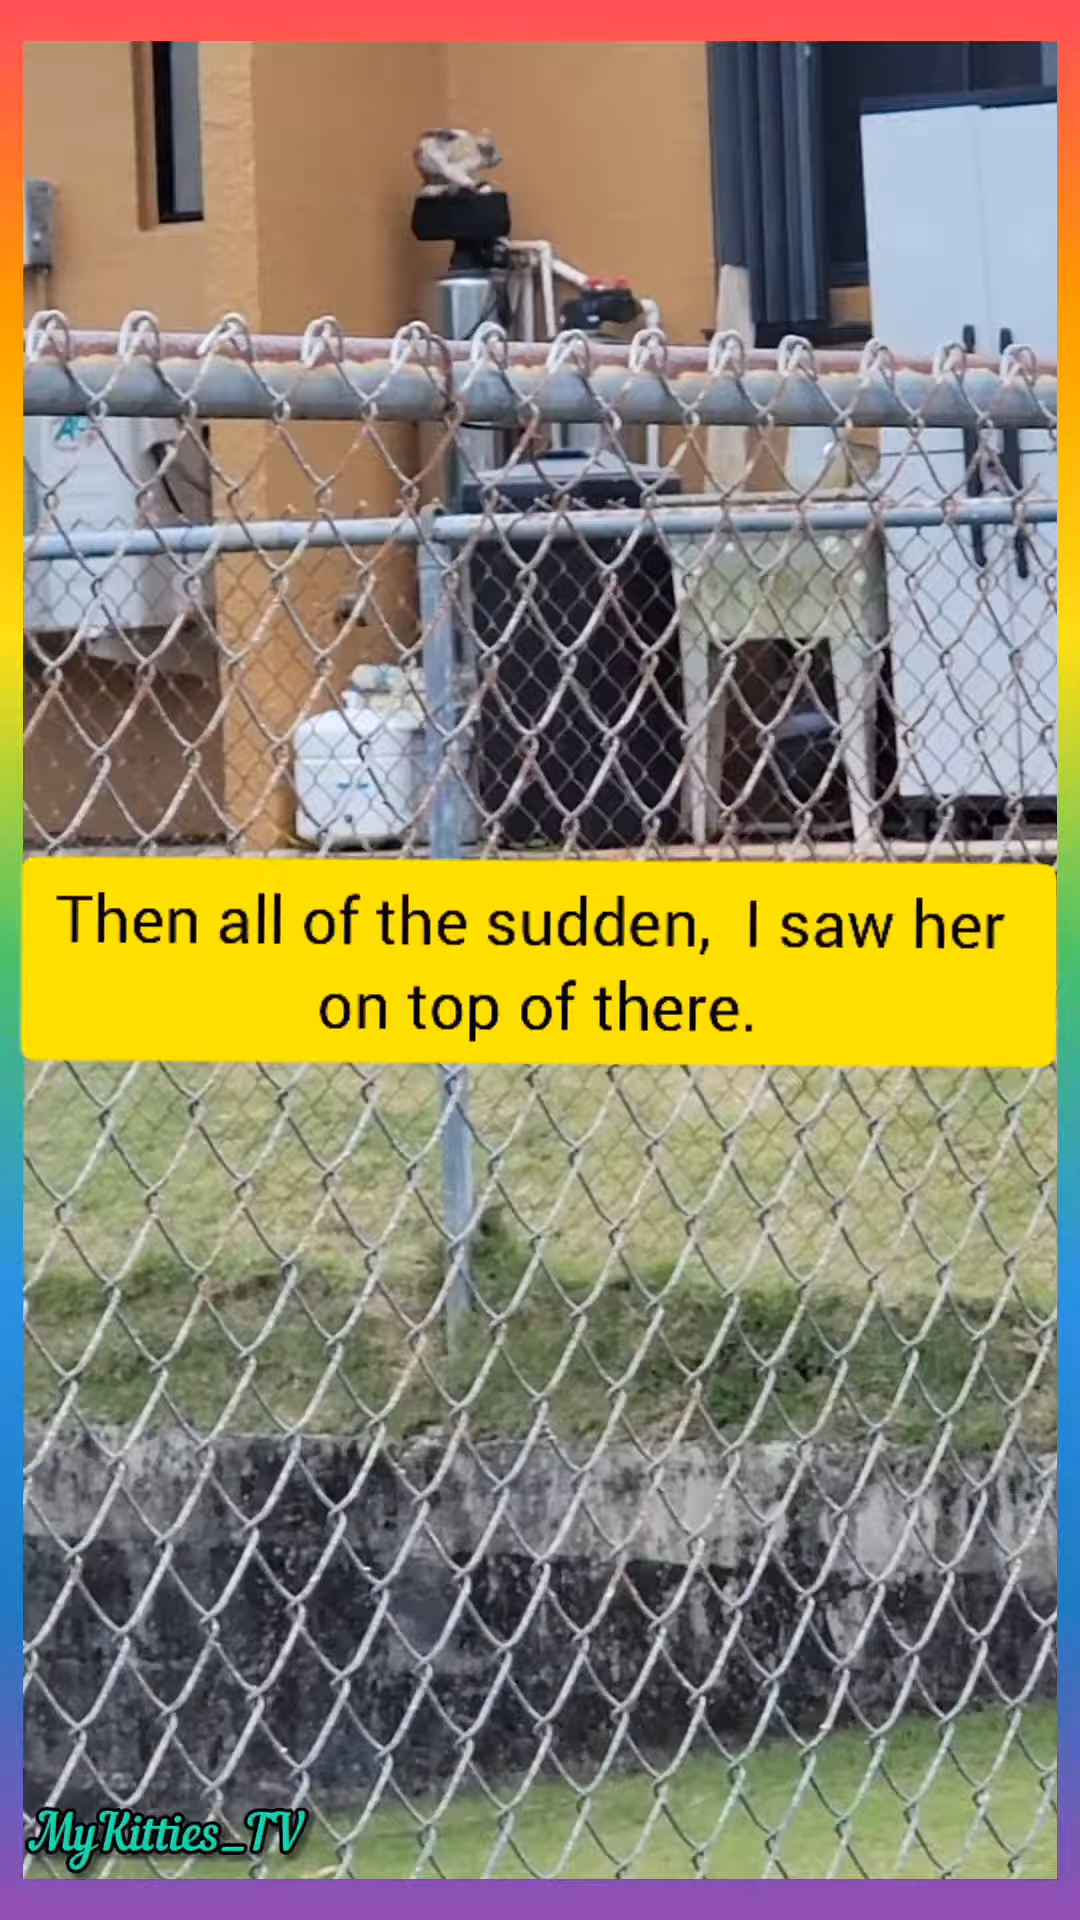 Then all of the sudden, I saw her
on top of there.
MyKitties_TV